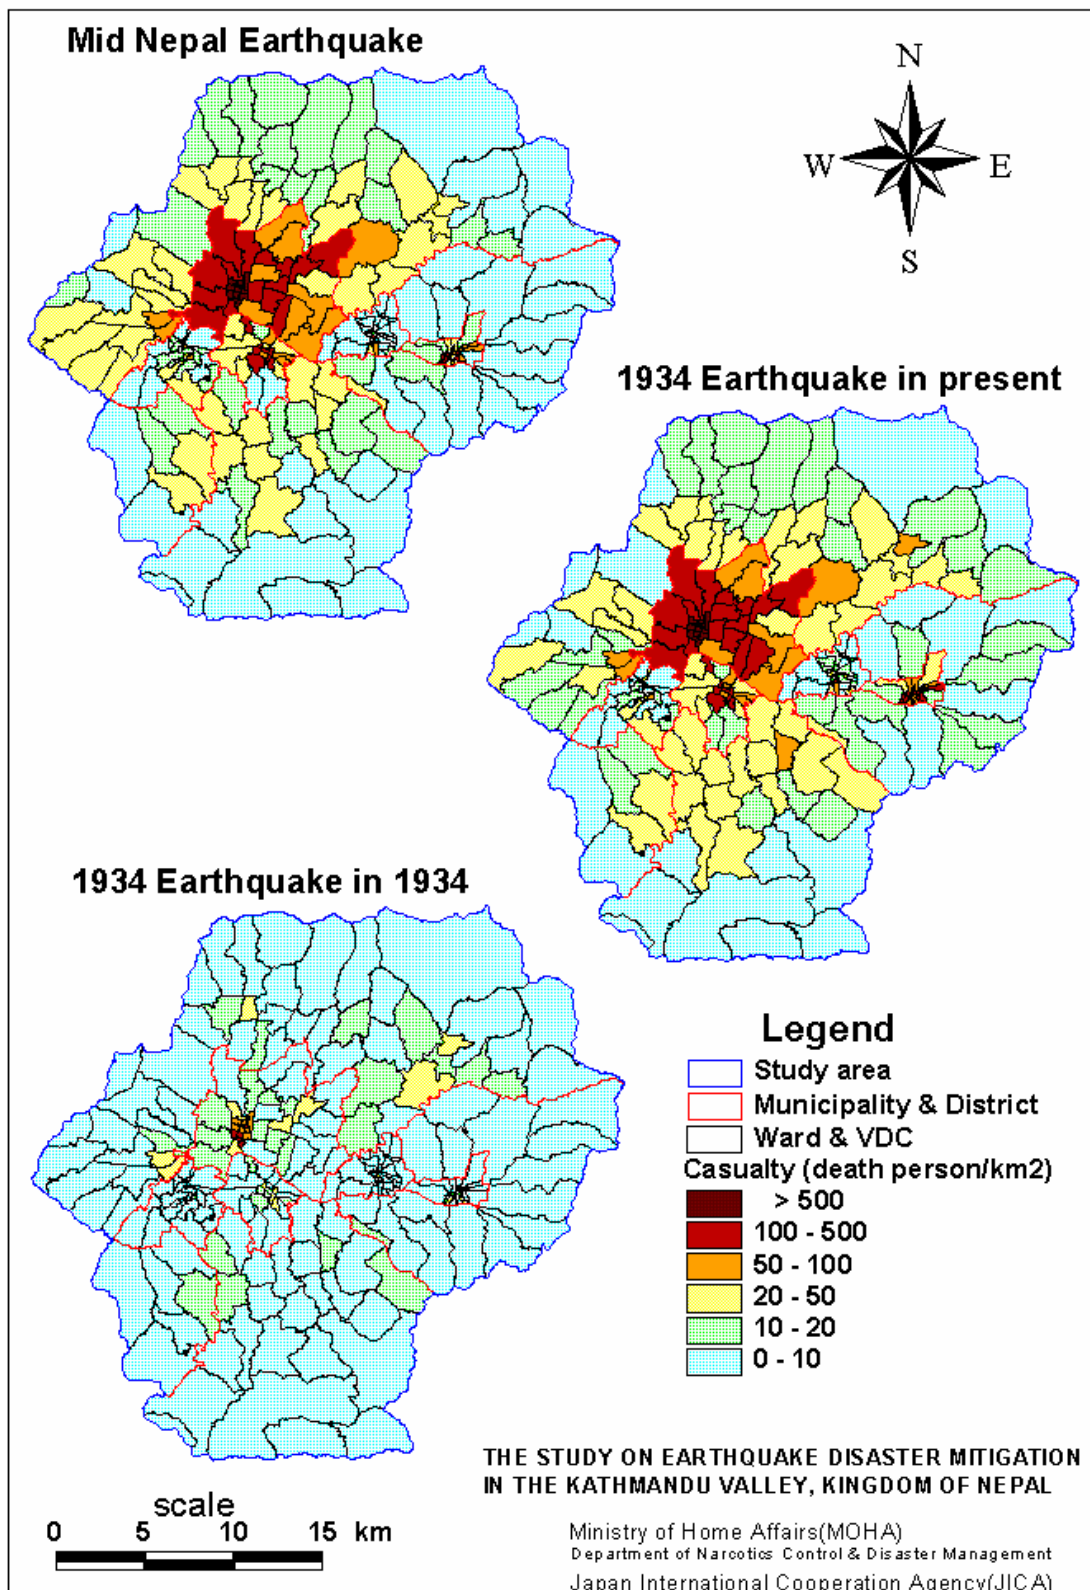 Mid Nepal Earthquake
N
W
E
S
1934 Earthquake in present
1934 Earthquake in 1934
Legend
Study area
Municipality & District
Ward & VDC
Casualty (death person/km2)
> 500
100 - 500
50 - 100
20 - 50
10 - 20
0 - 10
THE STUDY ON EARTHQUAKE DISASTER MITIGATION
IN THE KATHMANDU VALLEY, KINGDOM OF NEPAL
scale
0 5 10 15 km
Ministry of Home Affairs(MOHA)
Department of Narcotics Control & Disaster Management
Japan International Cooperation Agency(JICA)